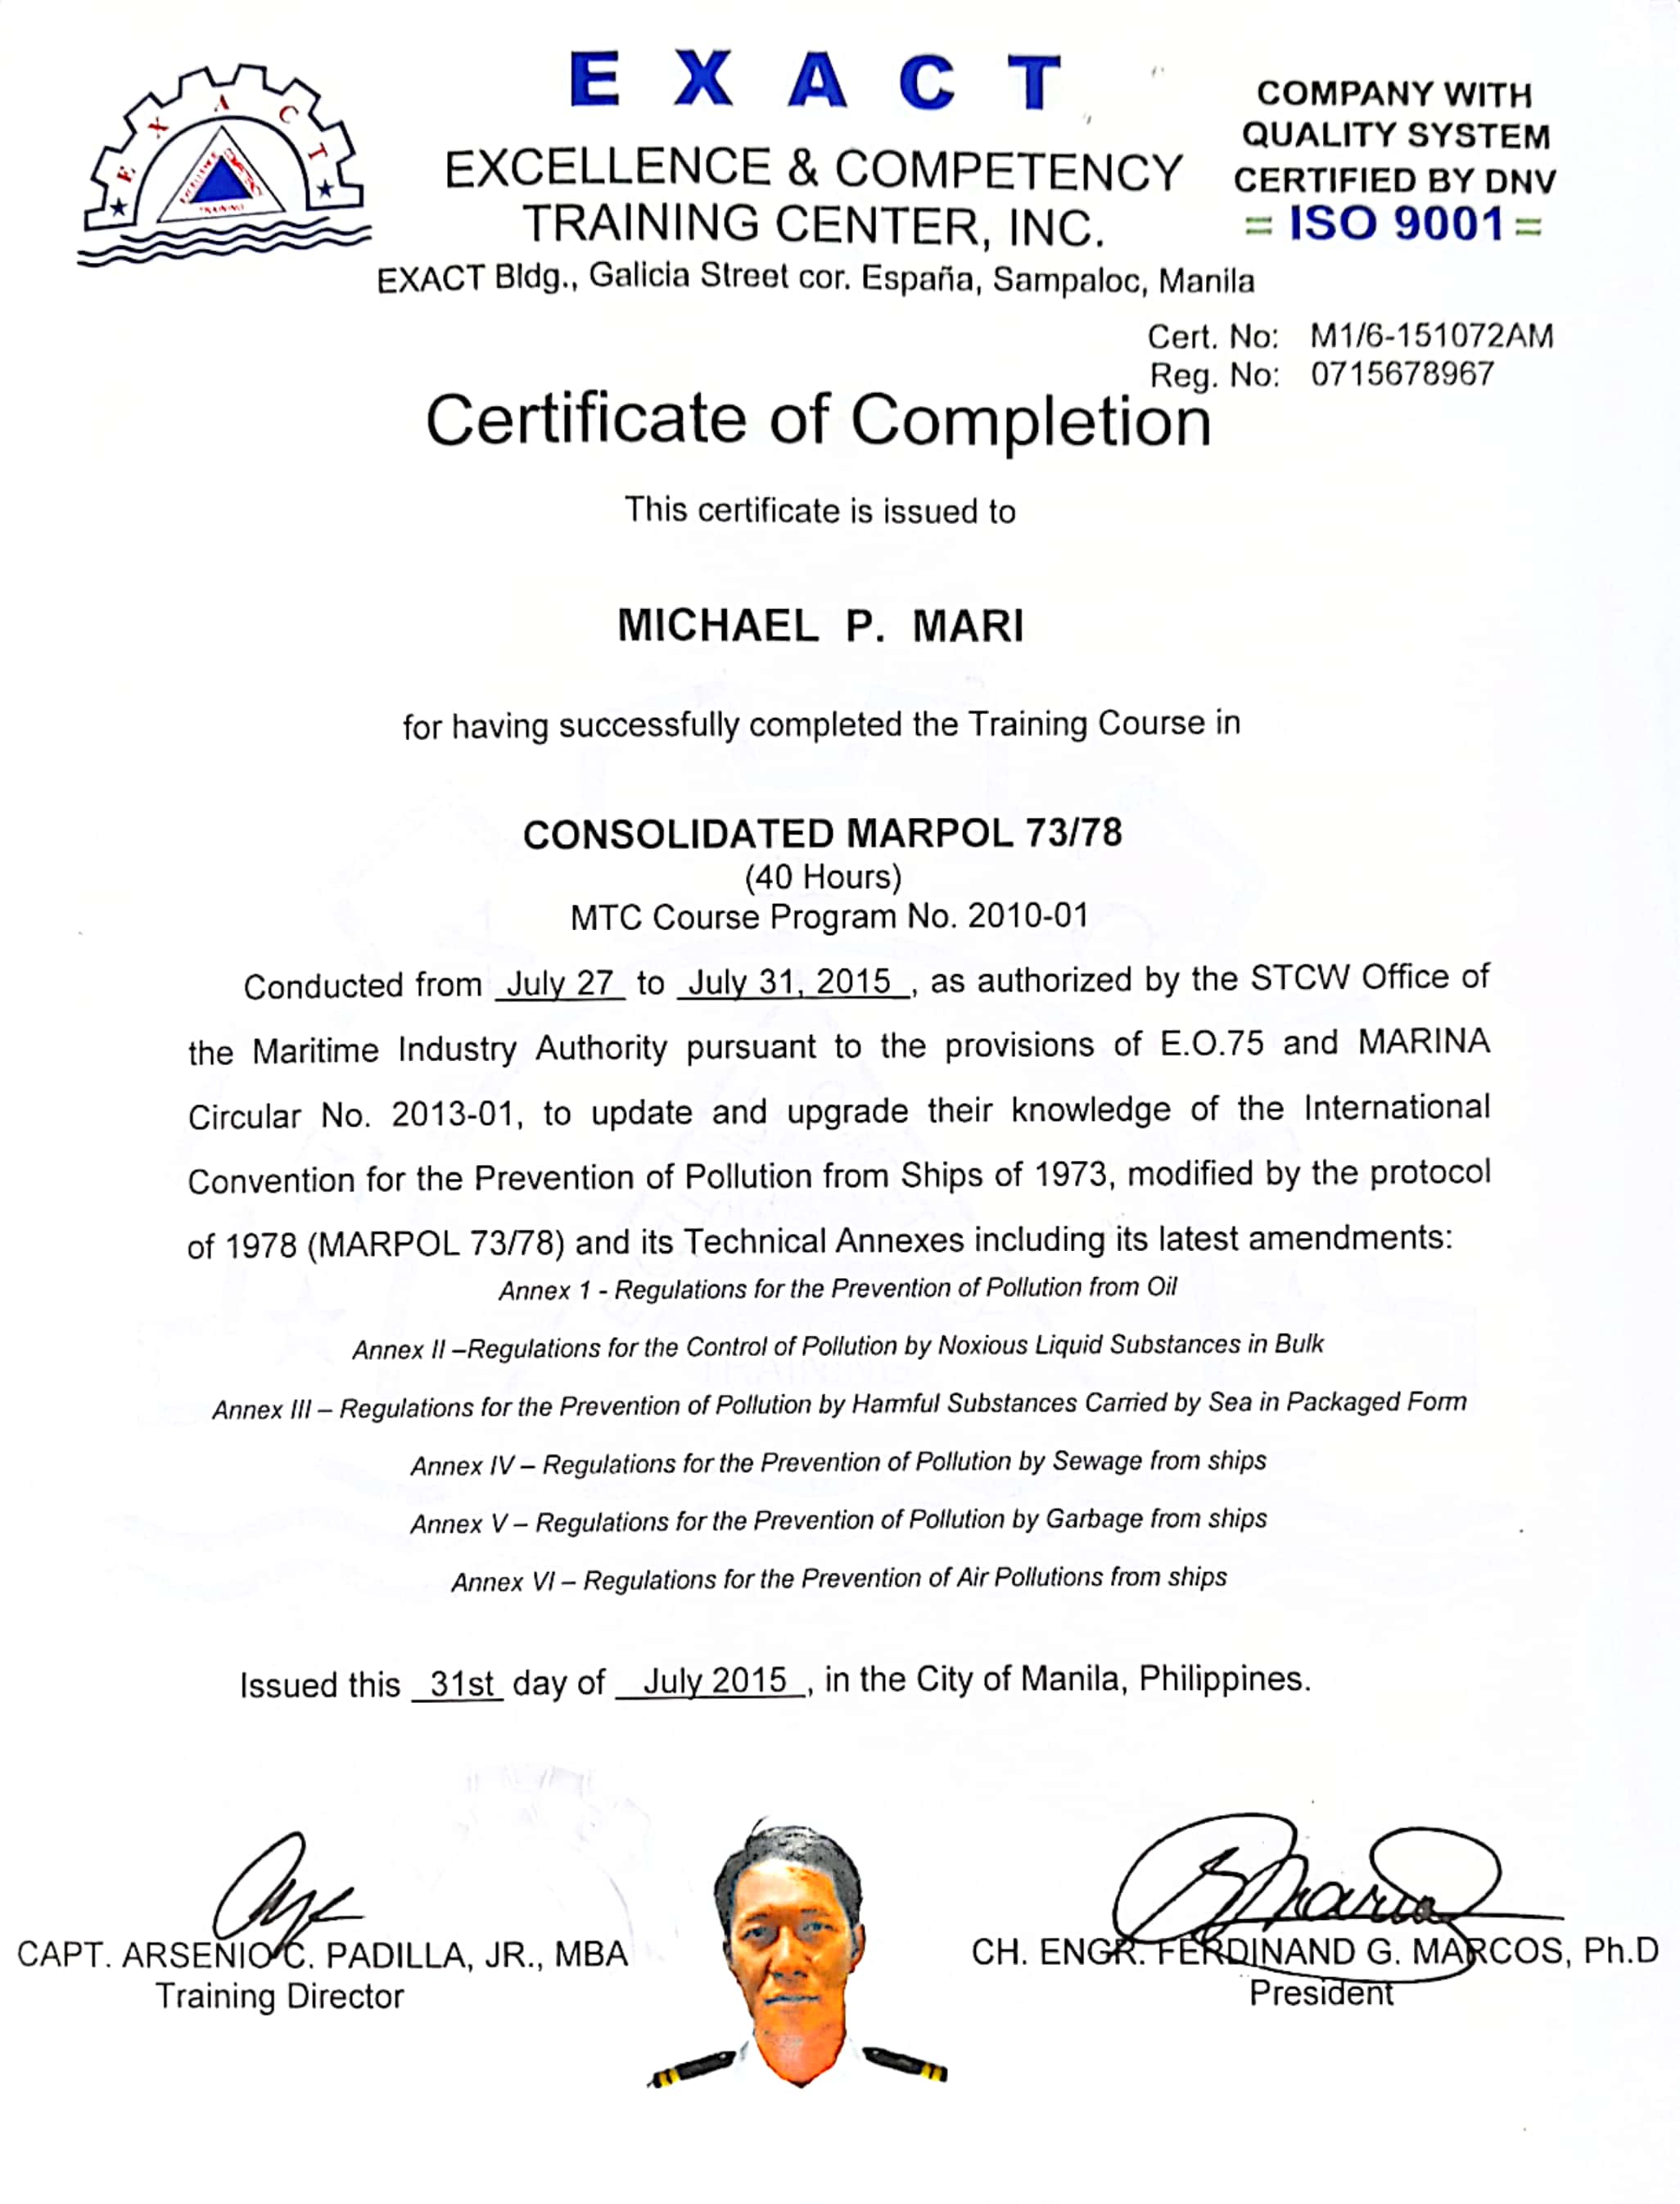 E X A C T
EXCELLENCE & COMPETENCY
TRAINING CENTER, INC.
EXACT Bldg., Galicia Street cor. España, Sampaloc, Manila
COMPANY WITH
QUALITY SYSTEM
CERTIFIED BY DNV
= ISO 9001 =
E X A C T
TRAINING
Cert. No: M1/6-151072AM
Reg. No: 0715678967
Certificate of Completion
This certificate is issued to
MICHAEL P. MARI
for having successfully completed the Training Course in
CONSOLIDATED MARPOL 73/78
(40 Hours)
MTC Course Program No. 2010-01
Conducted from July 27 to July 31, 2015 , as authorized by the STCW Office of
the Maritime Industry Authority pursuant to the provisions of E.O.75 and MARINA
Circular No. 2013-01, to update and upgrade their knowledge of the International
Convention for the Prevention of Pollution from Ships of 1973, modified by the protocol
of 1978 (MARPOL 73/78) and its Technical Annexes including its latest amendments:
Annex 1 - Regulations for the Prevention of Pollution from Oil
Annex II –Regulations for the Control of Pollution by Noxious Liquid Substances in Bulk
Annex III – Regulations for the Prevention of Pollution by Harmful Substances Carried by Sea in Packaged Form
Annex IV – Regulations for the Prevention of Pollution by Sewage from ships
Annex V – Regulations for the Prevention of Pollution by Garbage from ships
Annex VI – Regulations for the Prevention of Air Pollutions from ships
Issued this 31st day of July 2015 , in the City of Manila, Philippines.
CAPT. ARSENIO C. PADILLA, JR., MBA
Training Director
CH. ENGR. FERDINAND G. MARCOS, Ph.D
President